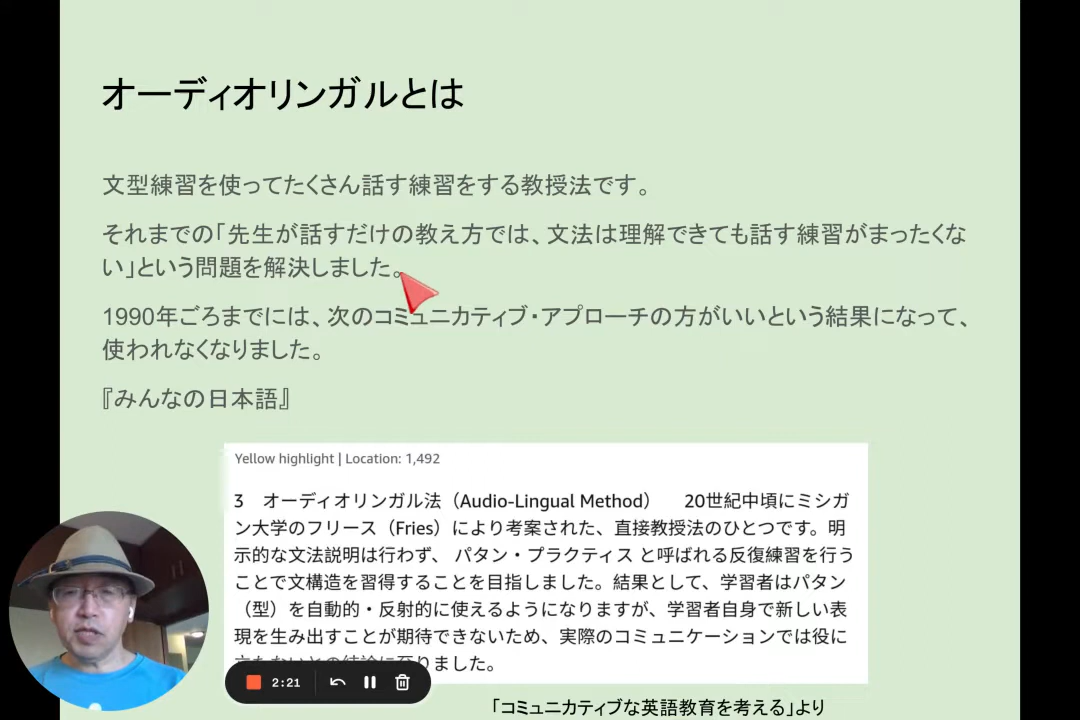 オーディオリンガルとは
文型練習を使ってたくさん話す練習をする教授法です。
それまでの「先生が話すだけの教え方では、文法は理解できても話す練習がまったくな
い」という問題を解決しました。
1990年ごろまでには、次のコミュニカティブ・アプローチの方がいいという結果になって、
使われなくなりました。
『みんなの日本語』
Yellow highlight | Location: 1,492
3 オーディオリンガル法（Audio-Lingual Method） 20世紀中頃にミシガ
ン大学のフリース（Fries）により考案された、直接教授法のひとつです。明
示的な文法説明は行わず、 パタン・プラクティス と呼ばれる反復練習を行う
ことで文構造を習得することを目指しました。結果として、学習者はパタン
（型）を自動的・反射的に使えるようになりますが、学習者自身で新しい表
現を生み出すことが期待できないため、実際のコミュニケーションでは役に
りました。
2:21
「コミュニカティブな英語教育を考える」より